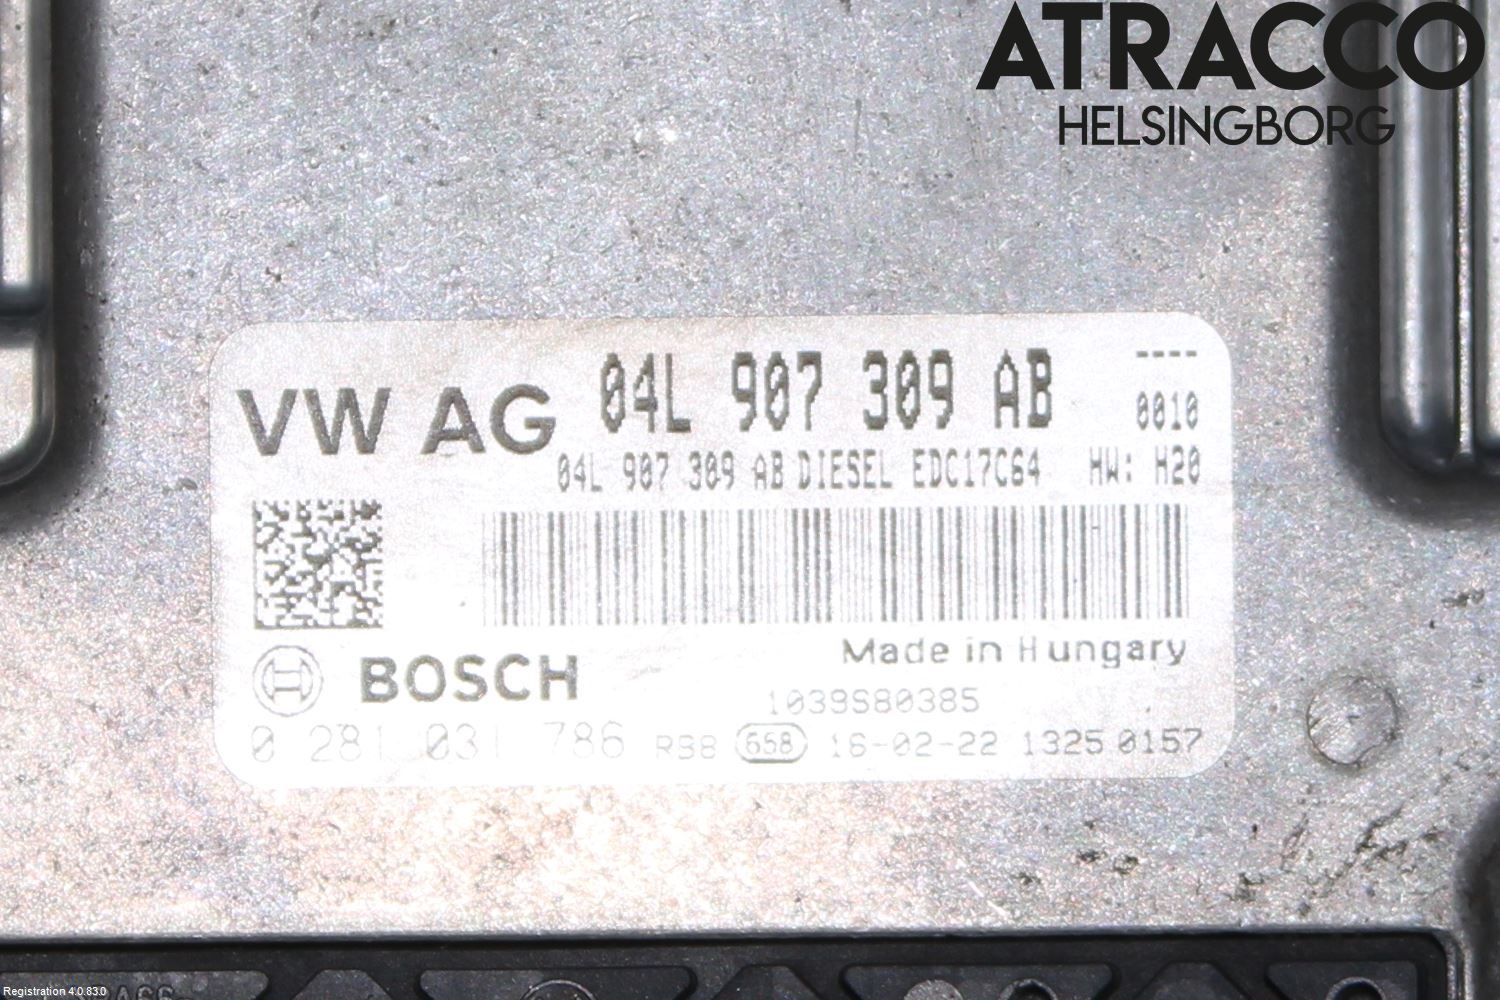 ATRACCO
HELSINGBORG
VW AG 04L 907 309 AB ----
0010
04L 907 309 AB DIESEL EDC17C64 HW: H20
Made in Hungary
BOSCH
1039S80385
0 281 031 786 R98 658 16-02-22 1325 0157
Registration 4.0.83.0